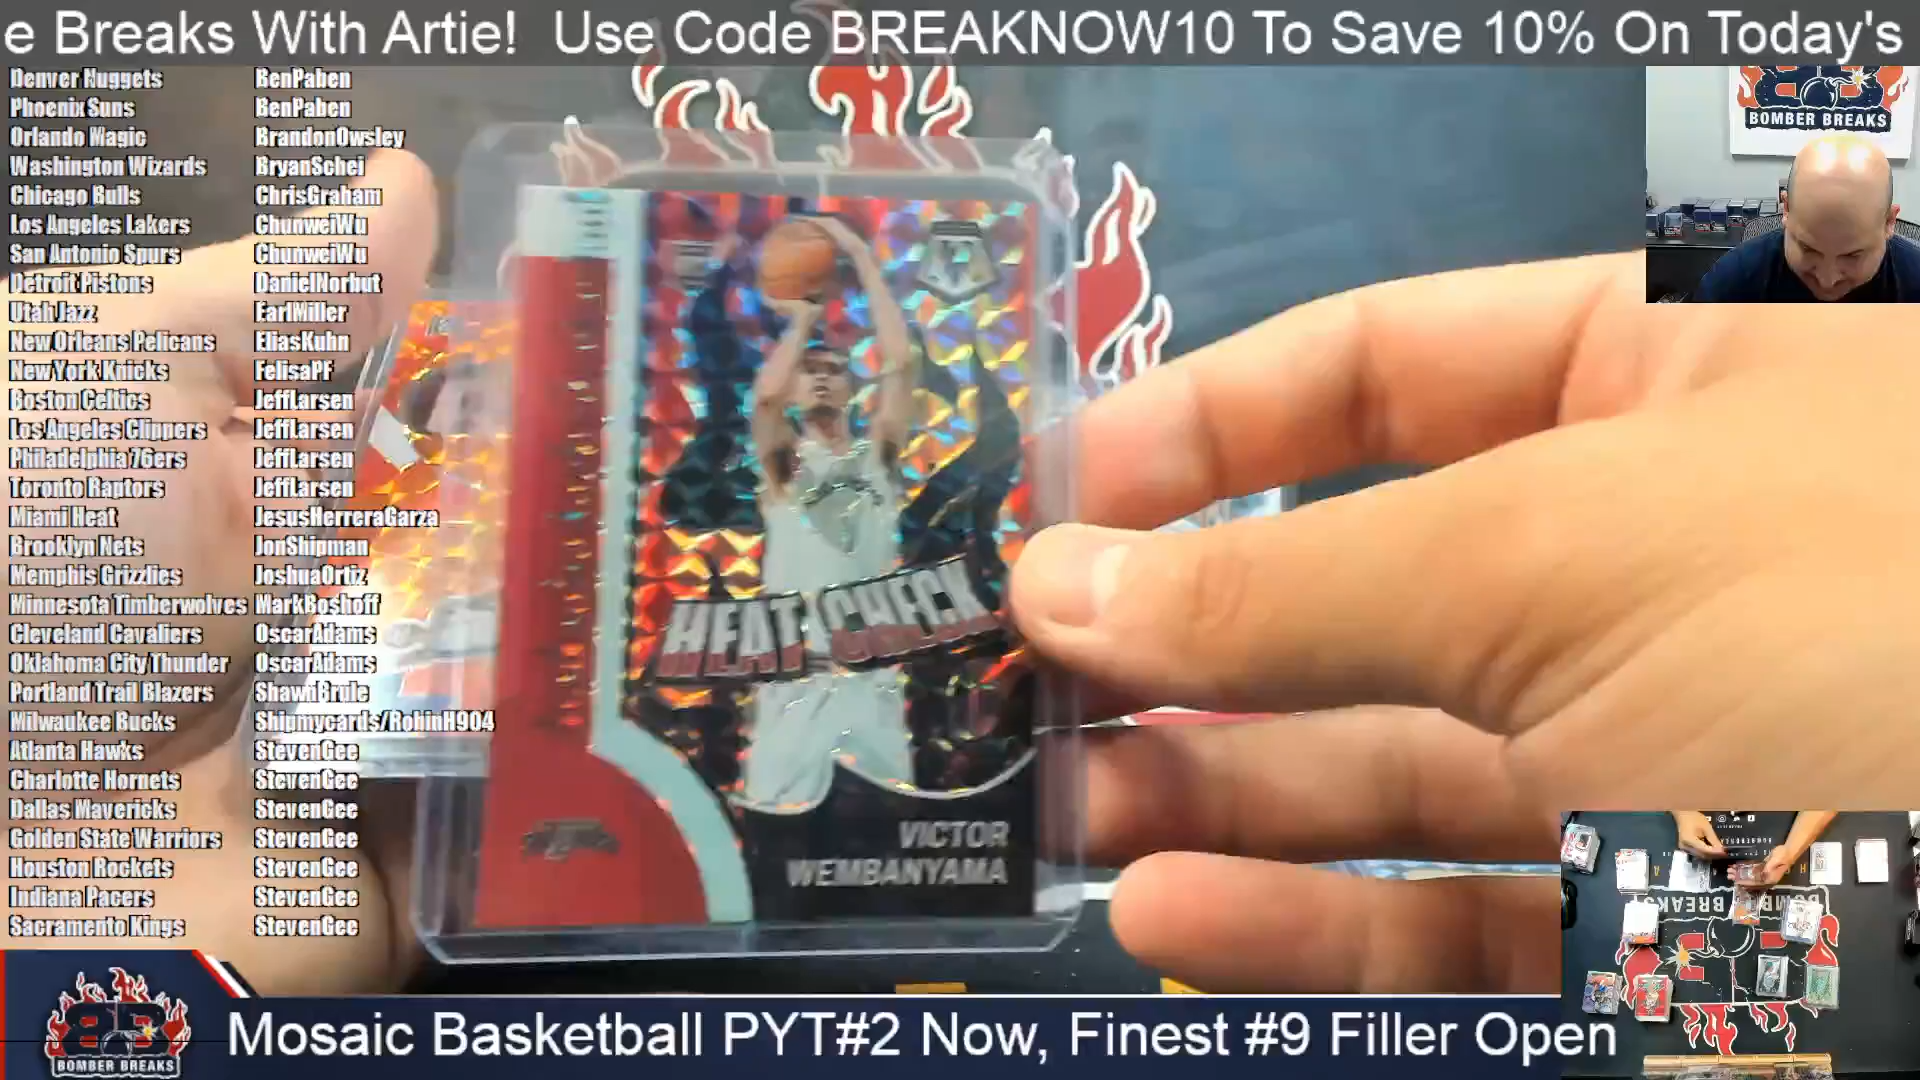 e Breaks With Artie! Use Code BREAKNOW10 To Save 10% On Today's
Denver Nuggets BenPaben
Phoenix Suns BenPaben
Orlando Magic BrandonOwsley
Washington Wizards BryanSchei
Chicago Bulls ChrisGraham
Los Angeles Lakers ChunweiWu
San Antonio Spurs ChunweiWu
Detroit Pistons DanielNorbut
Utah Jazz EarlMiller
New Orleans Pelicans EliasKuhn
New York Knicks FelisaPF
Boston Celtics JeffLarsen
Los Angeles Clippers JeffLarsen
Philadelphia 76ers JeffLarsen
Toronto Raptors JeffLarsen
Miami Heat JesusHerreraGarza
Brooklyn Nets JonShipman
Memphis Grizzlies JoshuaOrtiz
Minnesota Timberwolves MarkBoshoff
Cleveland Cavaliers OscarAdams
Oklahoma City Thunder OscarAdams
Portland Trail Blazers ShawnBrule
Milwaukee Bucks Shipmycards/RohinH904
Atlanta Hawks StevenGee
Charlotte Hornets StevenGee
Dallas Mavericks StevenGee
Golden State Warriors StevenGee
Houston Rockets StevenGee
Indiana Pacers StevenGee
Sacramento Kings StevenGee
BOMBER BREAKS
HEAT CHECK
VICTOR
WEMBANYAMA
BOMBER BREAKS
BOMBER BREAKS
Mosaic Basketball PYT#2 Now, Finest #9 Filler Open